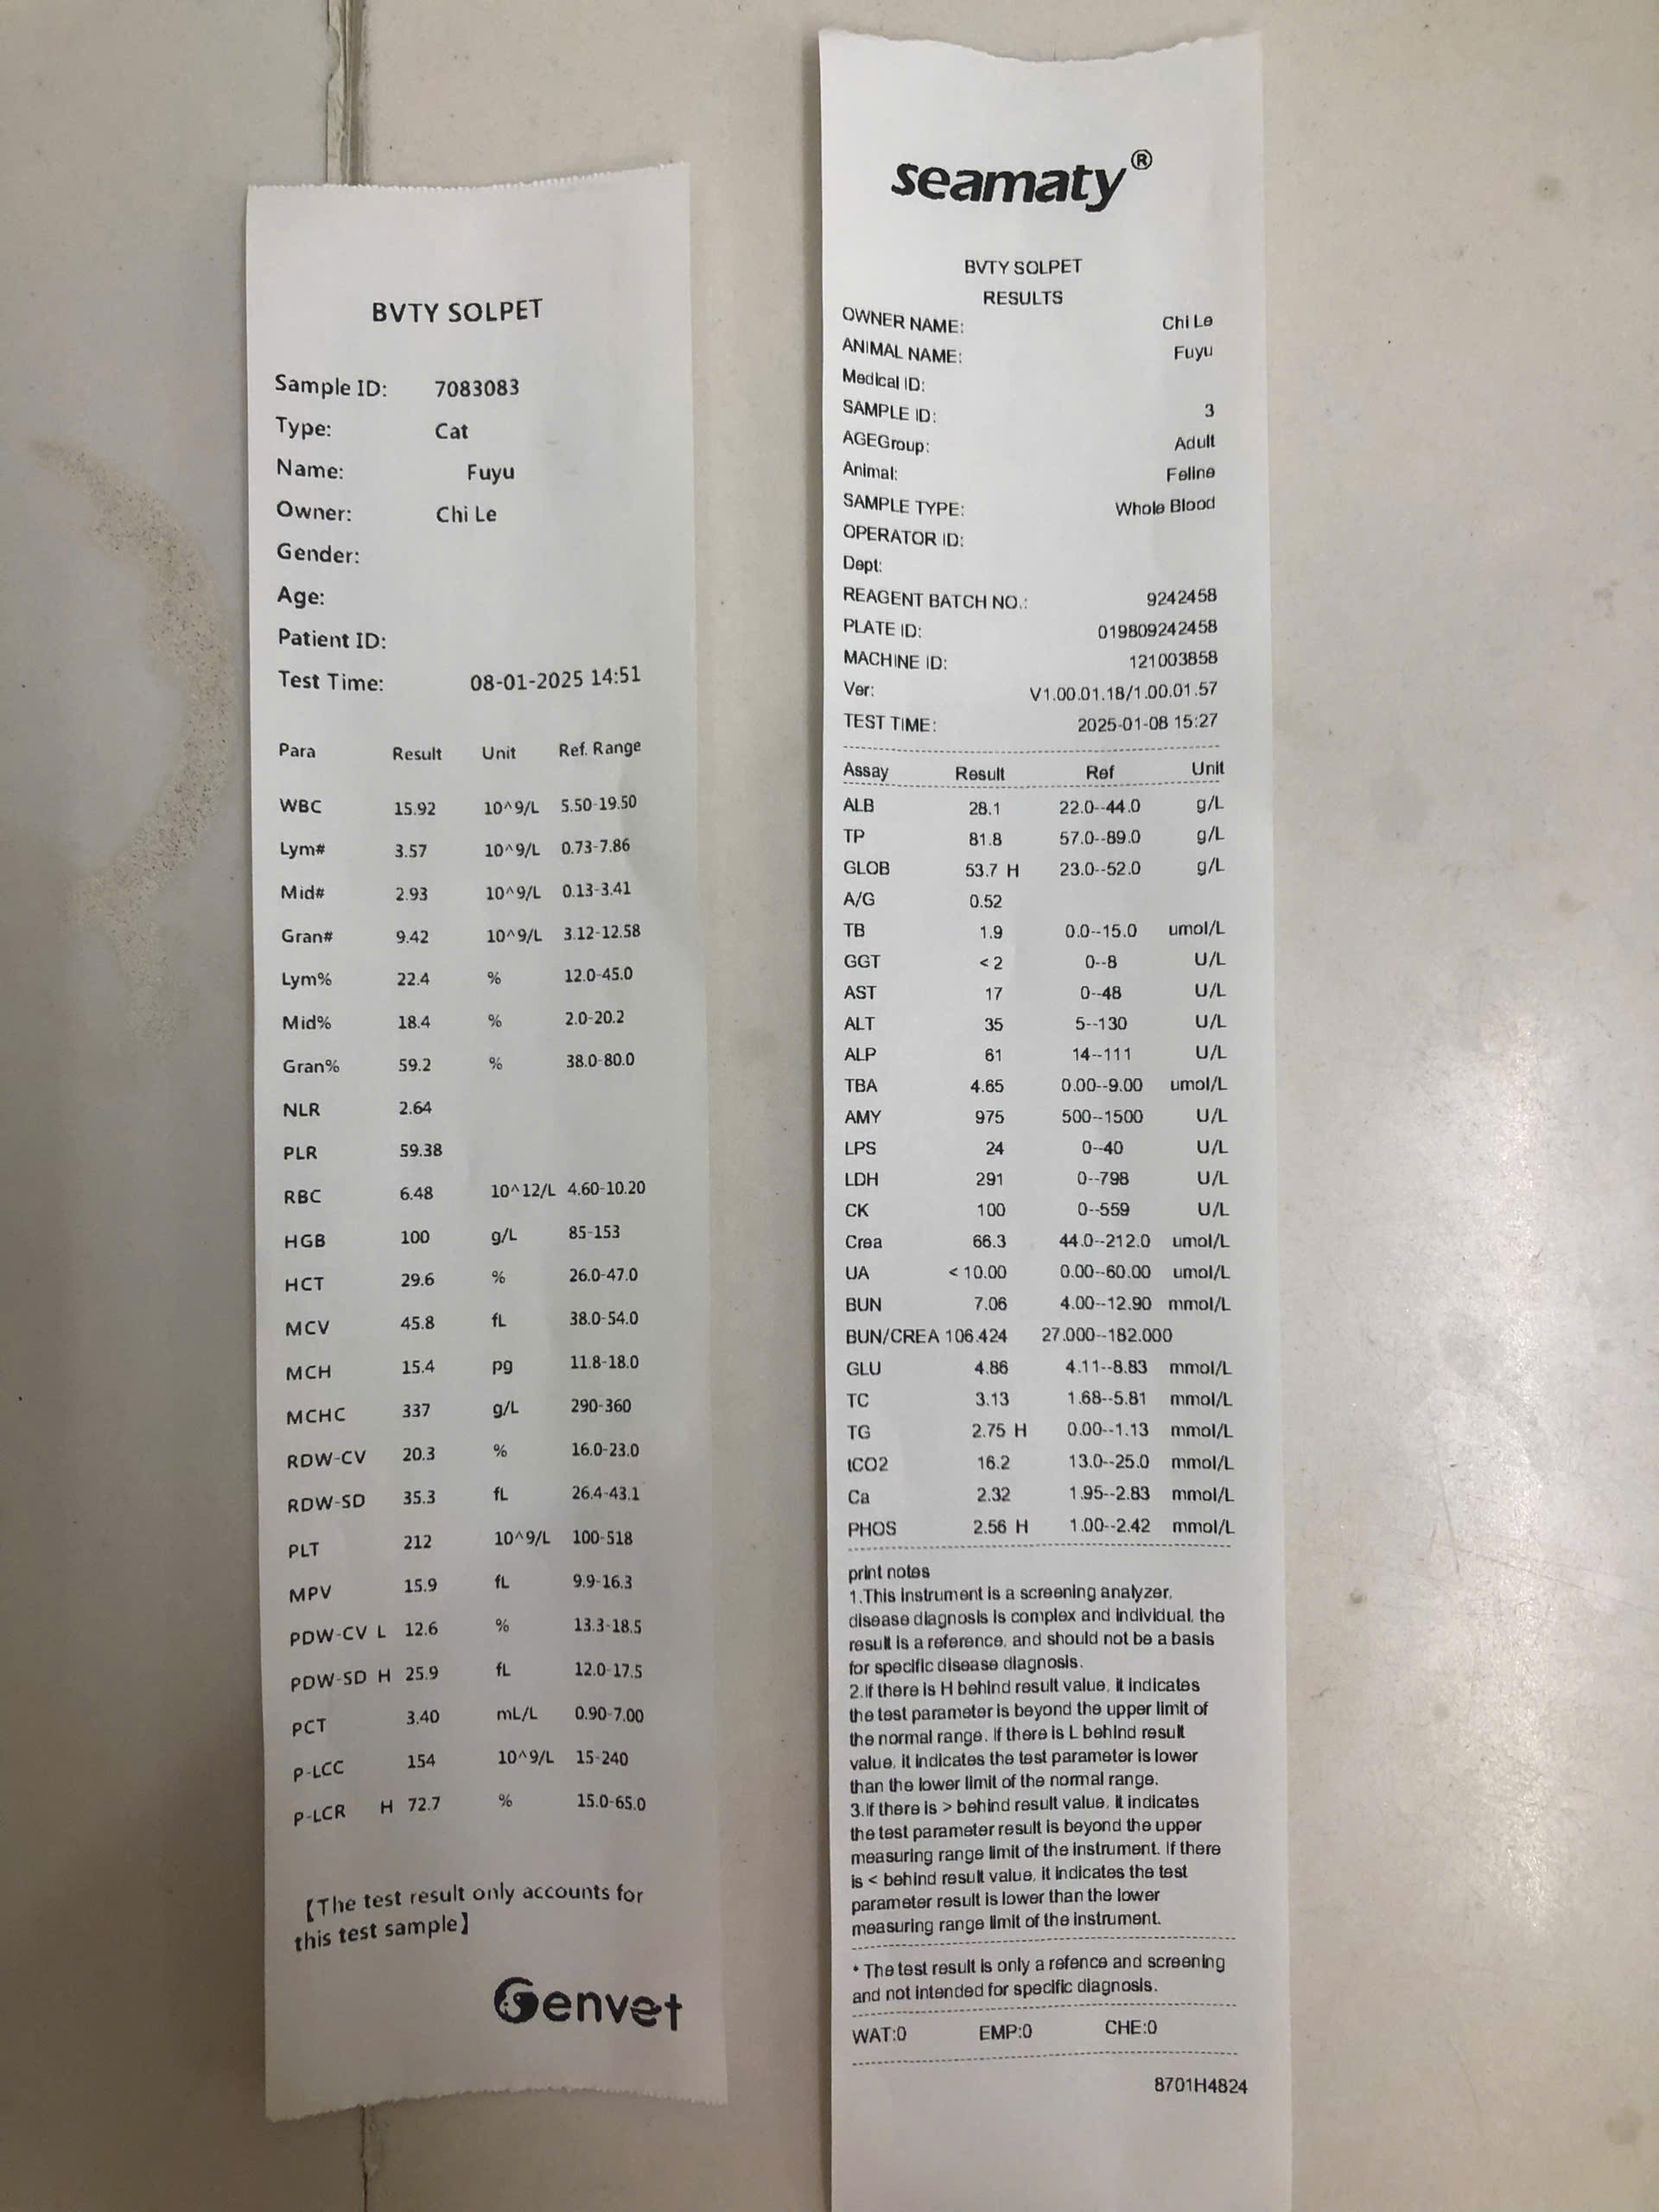 BVTY SOLPET
Sample ID: 7083083
Type: Cat
Name: Fuyu
Owner: Chi Le
Gender:
Age:
Patient ID:
Test Time: 08-01-2025 14:51
Para Result Unit Ref. Range
WBC 15.92 10^9/L 5.50-19.50
Lym# 3.57 10^9/L 0.73-7.86
Mid# 2.93 10^9/L 0.13-3.41
Gran# 9.42 10^9/L 3.12-12.58
Lym% 22.4 % 12.0-45.0
Mid% 18.4 % 2.0-20.2
Gran% 59.2 % 38.0-80.0
NLR 2.64
PLR 59.38
RBC 6.48 10^12/L 4.60-10.20
HGB 100 g/L 85-153
HCT 29.6 % 26.0-47.0
MCV 45.8 fL 38.0-54.0
MCH 15.4 pg 11.8-18.0
MCHC 337 g/L 290-360
RDW-CV 20.3 % 16.0-23.0
RDW-SD 35.3 fL 26.4-43.1
PLT 212 10^9/L 100-518
MPV 15.9 fL 9.9-16.3
PDW-CV L 12.6 % 13.3-18.5
PDW-SD H 25.9 fL 12.0-17.5
PCT 3.40 mL/L 0.90-7.00
P-LCC 154 10^9/L 15-240
P-LCR H 72.7 % 15.0-65.0
【The test result only accounts for
this test sample】
Genvet
seamaty®
BVTY SOLPET
RESULTS
OWNER NAME: Chi Le
ANIMAL NAME: Fuyu
Medical ID:
SAMPLE ID: 3
AGEGroup: Adult
Animal: Feline
SAMPLE TYPE: Whole Blood
OPERATOR ID:
Dept:
REAGENT BATCH NO.: 9242458
PLATE ID: 019809242458
MACHINE ID: 121003858
Ver: V1.00.01.18/1.00.01.57
TEST TIME: 2025-01-08 15:27
Assay Result Ref Unit
ALB 28.1 22.0--44.0 g/L
TP 81.8 57.0--89.0 g/L
GLOB 53.7 H 23.0--52.0 g/L
A/G 0.52
TB 1.9 0.0--15.0 umol/L
GGT <2 0--8 U/L
AST 17 0--48 U/L
ALT 35 5--130 U/L
ALP 61 14--111 U/L
TBA 4.65 0.00--9.00 umol/L
AMY 975 500--1500 U/L
LPS 24 0--40 U/L
LDH 291 0--798 U/L
CK 100 0--559 U/L
Crea 66.3 44.0--212.0 umol/L
UA < 10.00 0.00--60.00 umol/L
BUN 7.06 4.00--12.90 mmol/L
BUN/CREA 106.424 27.000--182.000
GLU 4.86 4.11--8.83 mmol/L
TC 3.13 1.68--5.81 mmol/L
TG 2.75 H 0.00--1.13 mmol/L
tCO2 16.2 13.0--25.0 mmol/L
Ca 2.32 1.95--2.83 mmol/L
PHOS 2.56 H 1.00--2.42 mmol/L
print notes
1.This instrument is a screening analyzer,
disease diagnosis is complex and individual, the
result is a reference, and should not be a basis
for specific disease diagnosis.
2.If there is H behind result value, it indicates
the test parameter is beyond the upper limit of
the normal range. If there is L behind result
value, it indicates the test parameter is lower
than the lower limit of the normal range.
3.If there is > behind result value, it indicates
the test parameter result is beyond the upper
measuring range limit of the instrument. If there
is < behind result value, it indicates the test
parameter result is lower than the lower
measuring range limit of the instrument.
* The test result is only a refence and screening
and not intended for specific diagnosis.
WAT:0 EMP:0 CHE:0
8701H4824